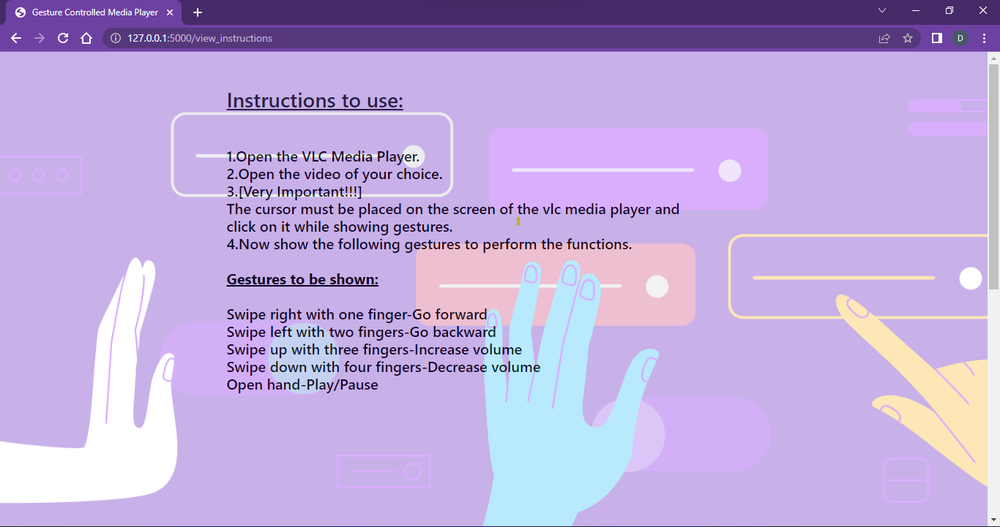 Gesture Controlled Media Player
127.0.0.1:5000/view_instructions
D
Instructions to use:
1.Open the VLC Media Player.
2.Open the video of your choice.
3.[Very Important!!!]
The cursor must be placed on the screen of the vlc media player and
click on it while showing gestures.
4.Now show the following gestures to perform the functions.
Gestures to be shown:
Swipe right with one finger-Go forward
Swipe left with two fingers-Go backward
Swipe up with three fingers-Increase volume
Swipe down with four fingers-Decrease volume
Open hand-Play/Pause